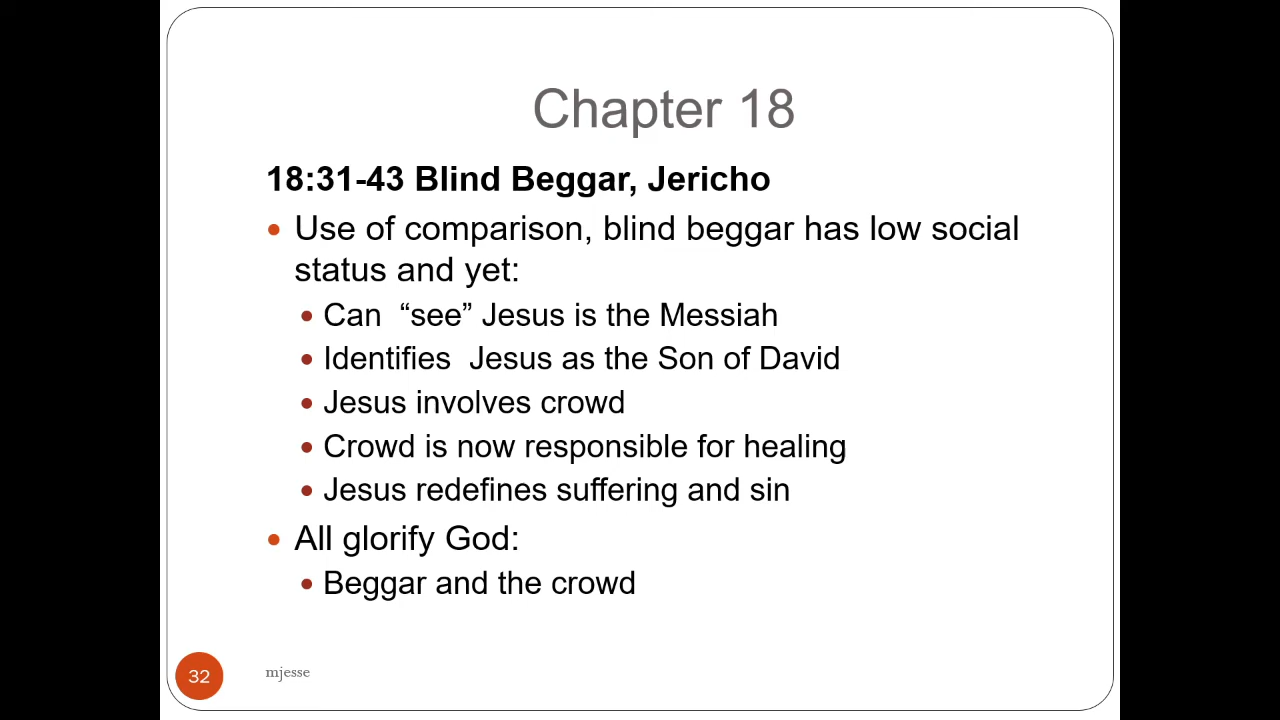 Chapter 18
18:31-43 Blind Beggar, Jericho
• Use of comparison, blind beggar has low social
status and yet:
• Can  “see” Jesus is the Messiah
• Identifies  Jesus as the Son of David
• Jesus involves crowd
• Crowd is now responsible for healing
• Jesus redefines suffering and sin
• All glorify God:
• Beggar and the crowd
32
mjesse